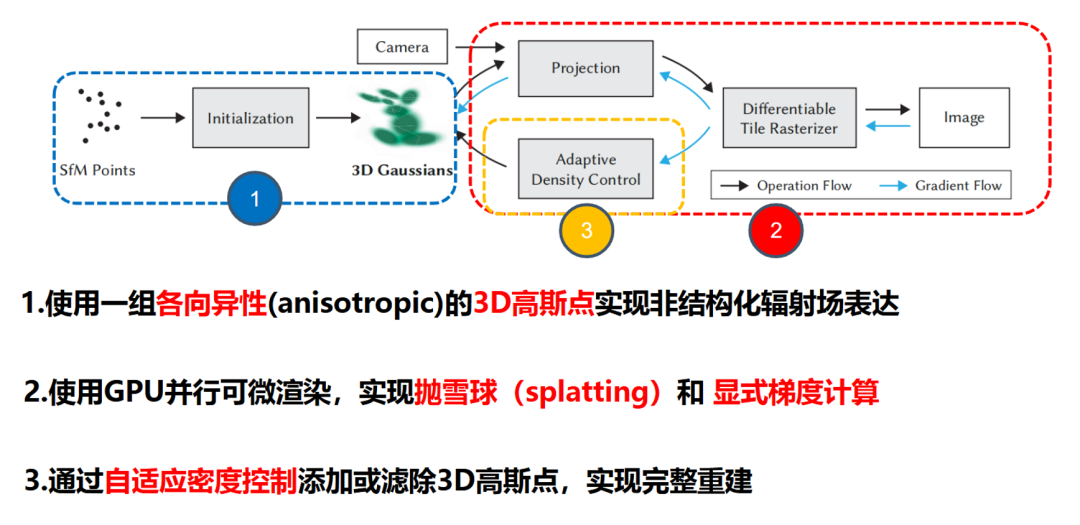 Camera
Projection
SfM Points
Initialization
3D Gaussians
Differentiable
Tile Rasterizer
Image
Adaptive
Density Control
Operation Flow
Gradient Flow
1
3
2
1.使用一组各向异性(anisotropic)的3D高斯点实现非结构化辐射场表达
2.使用GPU并行可微渲染，实现抛雪球（splatting）和 显式梯度计算
3.通过自适应密度控制添加或滤除3D高斯点，实现完整重建